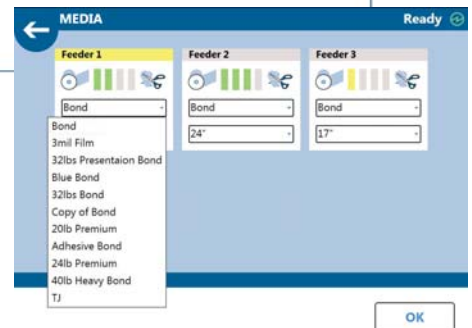 MEDIA
Ready
Feeder 1
Feeder 2
Feeder 3
Bond
Bond
Bond
24"
17"
Bond
3mil Film
32lbs Presentaion Bond
Blue Bond
32lbs Bond
Copy of Bond
20lb Premium
Adhesive Bond
24lb Premium
40lb Heavy Bond
TJ
OK